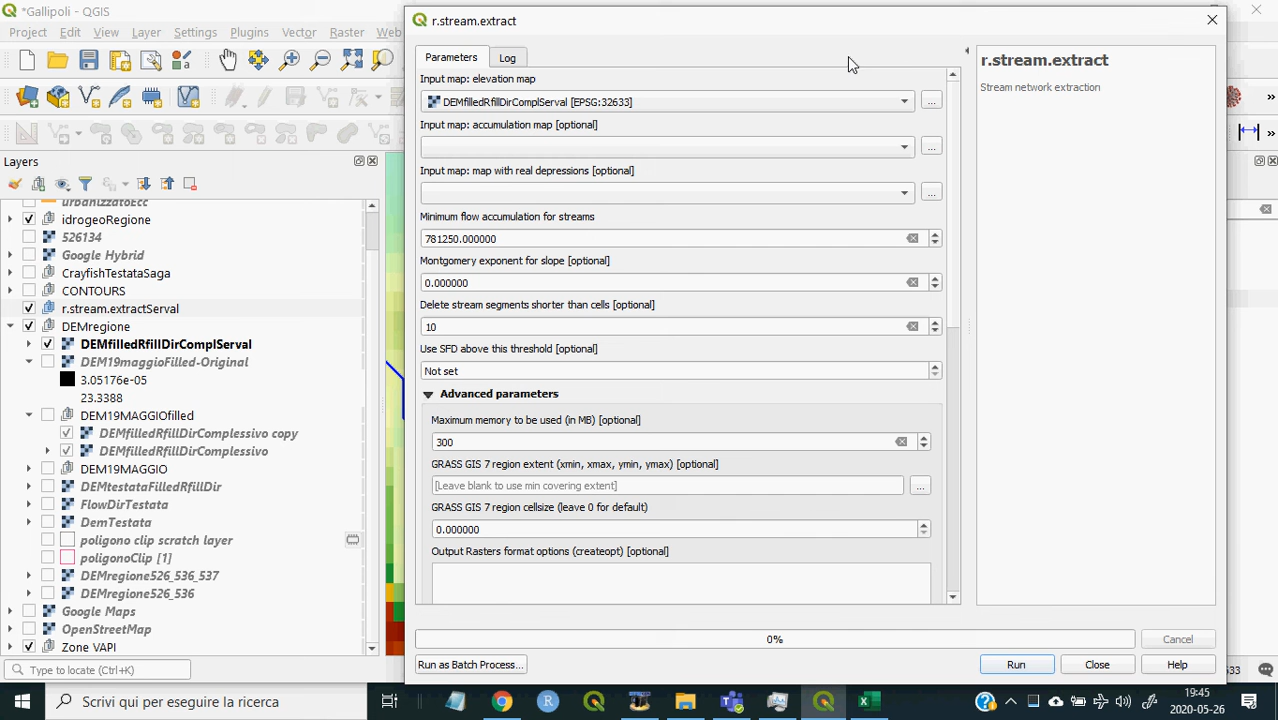 *Gallipoli — QGIS
r.stream.extract
Project Edit View Layer Settings Plugins Vector Raster Web
Parameters Log
r.stream.extract
Stream network extraction
Input map: elevation map
DEMfilledRfillDirComplServal [EPSG:32633]
...
Input map: accumulation map [optional]
...
Input map: map with real depressions [optional]
...
Minimum flow accumulation for streams
781250.000000
Montgomery exponent for slope [optional]
0.000000
Delete stream segments shorter than cells [optional]
10
Use SFD above this threshold [optional]
Not set
Advanced parameters
Maximum memory to be used (in MB) [optional]
300
GRASS GIS 7 region extent (xmin, xmax, ymin, ymax) [optional]
[Leave blank to use min covering extent]
...
GRASS GIS 7 region cellsize (leave 0 for default)
0.000000
Output Rasters format options (createopt) [optional]
0%
Cancel
Run as Batch Process...
Run
Close
Help
Layers
urbanizzatoEcc
idrogeoRegione
526134
Google Hybrid
CrayfishTestataSaga
CONTOURS
r.stream.extractServal
DEMregione
DEMfilledRfillDirComplServal
DEM19maggioFilled-Original
3.05176e-05
23.3388
DEM19MAGGIOfilled
DEMfilledRfillDirComplessivo copy
DEMfilledRfillDirComplessivo
DEM19MAGGIO
DEMtestataFilledRfillDir
FlowDirTestata
DemTestata
poligono clip scratch layer
poligonoClip [1]
DEMregione526_536_537
DEMregione526_536
Google Maps
OpenStreetMap
Zone VAPI
Type to locate (Ctrl+K)
Scrivi qui per eseguire la ricerca
19:45
2020-05-26